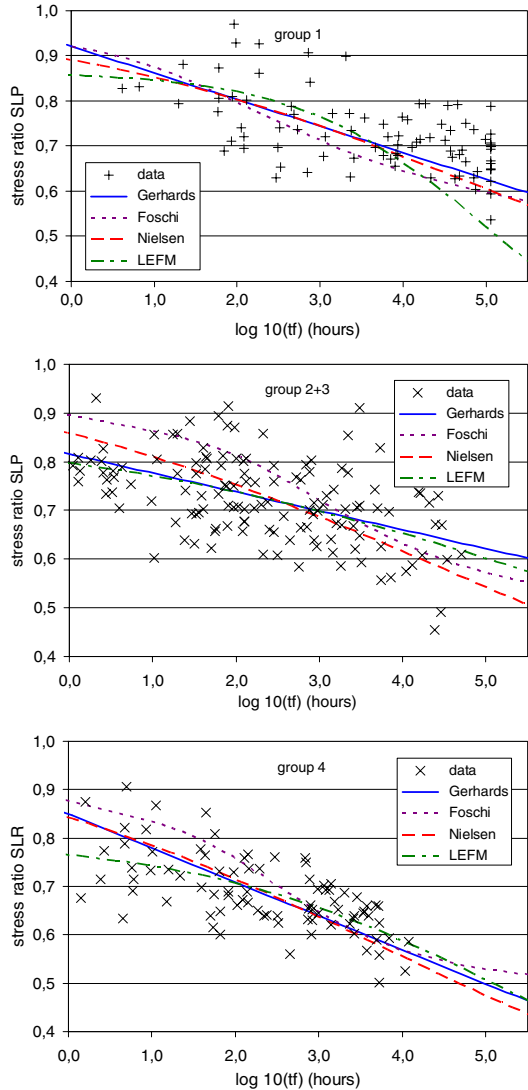 1,0
group 1
0,9
0,8
0,7
0,6
0,5
0,4
stress ratio SLP
data
Gerhards
Foschi
Nielsen
LEFM
0,0 1,0 2,0 3,0 4,0 5,0
log 10(tf) (hours)
1,0
group 2+3
0,9
0,8
0,7
0,6
0,5
0,4
stress ratio SLP
data
Gerhards
Foschi
Nielsen
LEFM
0,0 1,0 2,0 3,0 4,0 5,0
log 10(tf) (hours)
1,0
group 4
0,9
0,8
0,7
0,6
0,5
0,4
stress ratio SLR
data
Gerhards
Foschi
Nielsen
LEFM
0,0 1,0 2,0 3,0 4,0 5,0
log 10(tf) (hours)